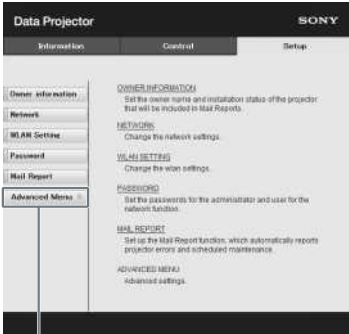 Data Projector
SONY
Information
Control
Setup
Owner information
Network
WLAN Setting
Password
Mail Report
Advanced Menu
OWNER INFORMATION
Set the owner name and installation status of the projector
that will be included in Mail Reports.
NETWORK
Change the network settings.
WLAN SETTING
Change the wlan settings.
PASSWORD
Set the passwords for the administrator and user for the
network function.
MAIL REPORT
Set up the Mail Report function, which automatically reports
projector errors and scheduled maintenance.
ADVANCED MENU
Advanced settings.